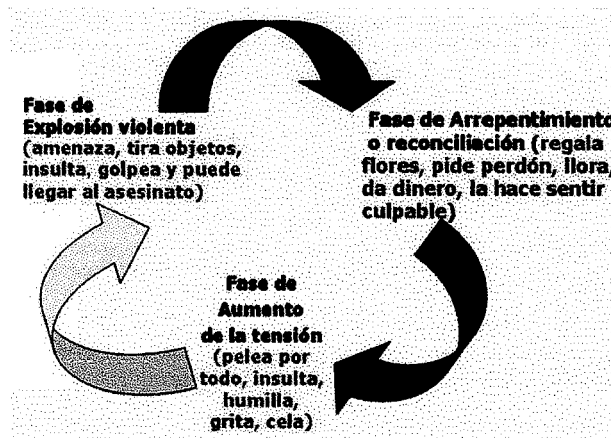 Fase de
Explosión violenta
(amenaza, tira objetos,
insulta, golpea y puede
llegar al asesinato)
Fase de Arrepentimiento
o reconciliación (regala
flores, pide perdón, llora,
da dinero, la hace sentir
culpable)
Fase de
Aumento
de la tensión
(pelea por
todo, insulta,
humilla,
grita, cela)